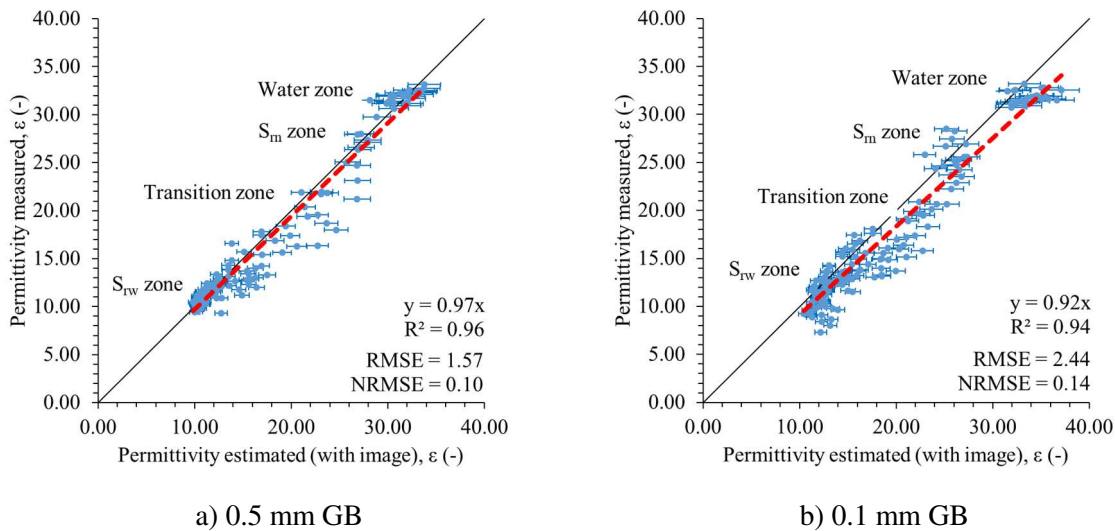 40.00
35.00
30.00
25.00
20.00
15.00
10.00
5.00
0.00
Permittivity measured, ε (-)
Water zone
Srn zone
Transition zone
Srw zone
y = 0.97x
R² = 0.96
RMSE = 1.57
NRMSE = 0.10
0.00 10.00 20.00 30.00 40.00
Permittivity estimated (with image), ε (-)
a) 0.5 mm GB
40.00
35.00
30.00
25.00
20.00
15.00
10.00
5.00
0.00
Permittivity measured, ε (-)
Water zone
Srn zone
Transition zone
Srw zone
y = 0.92x
R² = 0.94
RMSE = 2.44
NRMSE = 0.14
0.00 10.00 20.00 30.00 40.00
Permittivity estimated (with image), ε (-)
b) 0.1 mm GB